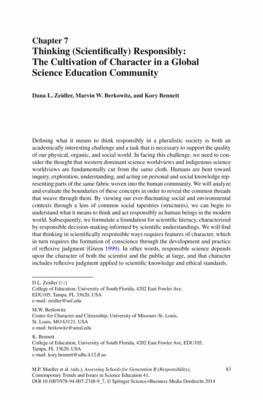 Chapter 7
Thinking (Scientifically) Responsibly:
The Cultivation of Character in a Global
Science Education Community
Dana L. Zeidler, Marvin W. Berkowitz, and Kory Bennett
Defining what it means to think responsibly in a pluralistic society is both an
academically interesting challenge and a task that is necessary to support the quality
of our physical, organic, and social world. In facing this challenge, we need to con-
sider the thought that western dominant science worldviews and indigenous science
worldviews are fundamentally cut from the same cloth. Humans are bent toward
inquiry, exploration, understanding, and acting on personal and social knowledge rep-
resenting parts of the same fabric woven into the human community. We will analyze
and evaluate the boundaries of these concepts in order to reveal the common threads
that weave through them. By viewing our ever-fluctuating social and environmental
contexts through a lens of common social tapestries (structures), we can begin to
understand what it means to think and act responsibly as human beings in the modern
world. Subsequently, we formulate a foundation for scientific literacy, characterized
by responsible decision-making informed by scientific understandings. We will find
that thinking in scientifically responsible ways requires features of character, which
in turn requires the formation of conscience through the development and practice
of reflexive judgment (Green 1999). In other words, responsible science depends
upon the character of both the scientist and the public at large, and that character
includes reflexive judgment applied to scientific knowledge and ethical standards.
D.L. Zeidler (✉)
College of Education, University of South Florida, 4202 East Fowler Ave,
EDU105, Tampa, FL 33620, USA
e-mail: zeidler@usf.edu
M.W. Berkowitz
Center for Character and Citizenship, University of Missouri–St. Louis,
St. Louis, MO 63121, USA
e-mail: berkowitz@umsl.edu
K. Bennett
College of Education, University of South Florida, 4202 East Fowler Ave, EDU105,
Tampa, FL 33620, USA
e-mail: kory.bennett@sdhc.k12.fl.us
M.P. Mueller et al. (eds.), Assessing Schools for Generation R (Responsibility),
Contemporary Trends and Issues in Science Education 41,
DOI 10.1007/978-94-007-2748-9_7, © Springer Science+Business Media Dordrecht 2014
83